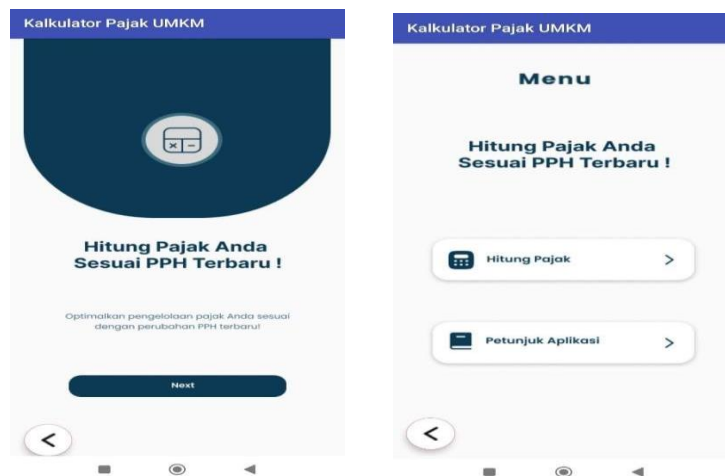 Kalkulator Pajak UMKM
Hitung Pajak Anda
Sesuai PPH Terbaru !
Optimalkan pengelolaan pajak Anda sesuai
dengan perubahan PPH terbaru!
Next
Kalkulator Pajak UMKM
Menu
Hitung Pajak Anda
Sesuai PPH Terbaru !
Hitung Pajak
Petunjuk Aplikasi